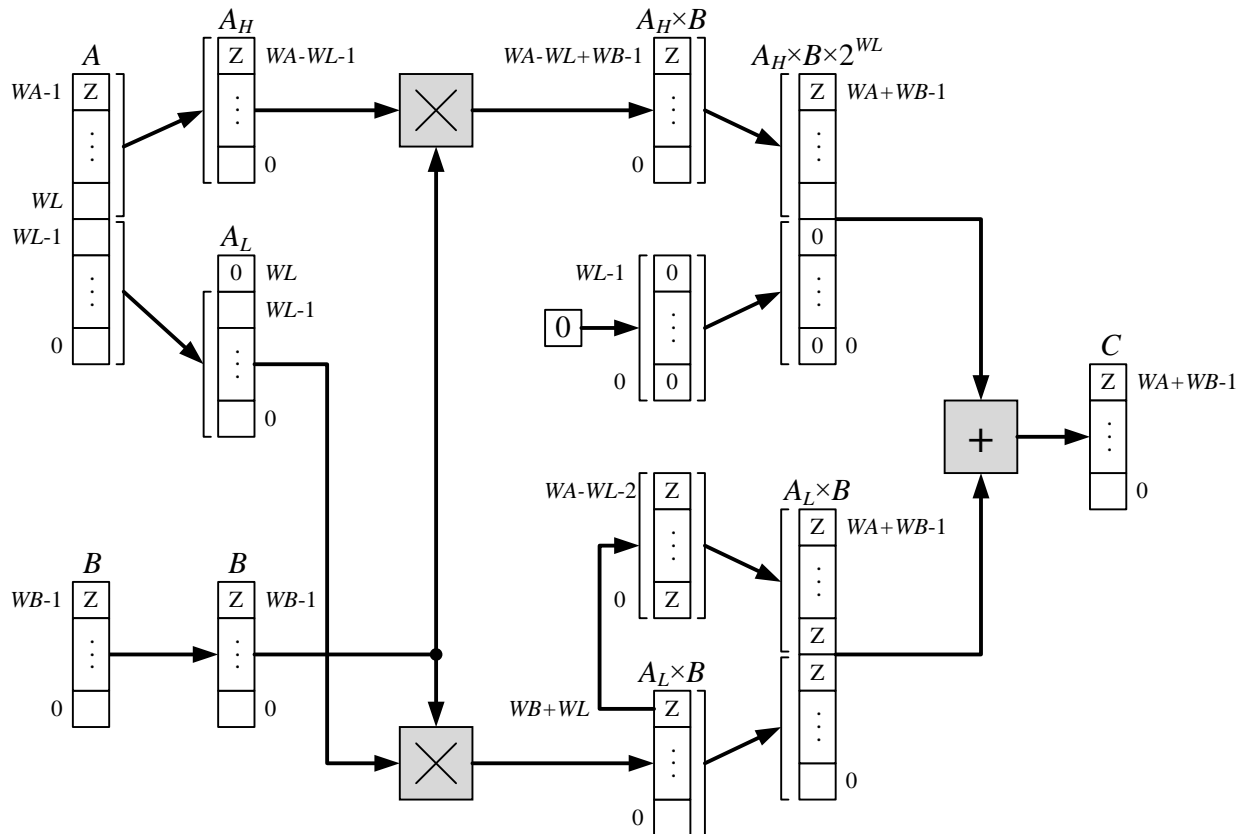 A_H
A_H×B
A
Z
WA-WL-1
WA-WL+WB-1
Z
A_H×B×2^{WL}
WA-1
Z
⋮
⋮
Z
WA+WB-1
⋮
⋮
0
0
WL
WL-1
A_L
0
0
WL
WL-1
0
⋮
WL-1
⋮
⋮
0
0
⋮
0
0
0
0
0
C
0
Z
WA+WB-1
+
⋮
WA-WL-2
Z
A_L×B
0
⋮
Z
WA+WB-1
B
B
⋮
WB-1
Z
Z
WB-1
0
Z
⋮
⋮
Z
A_L×B
Z
0
0
WB+WL
Z
⋮
⋮
0
0